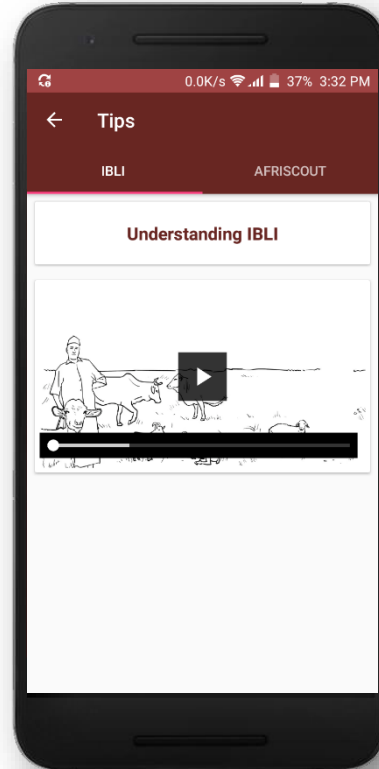 0.0K/s 37% 3:32 PM
Tips
IBLI AFRISCOUT
Understanding IBLI